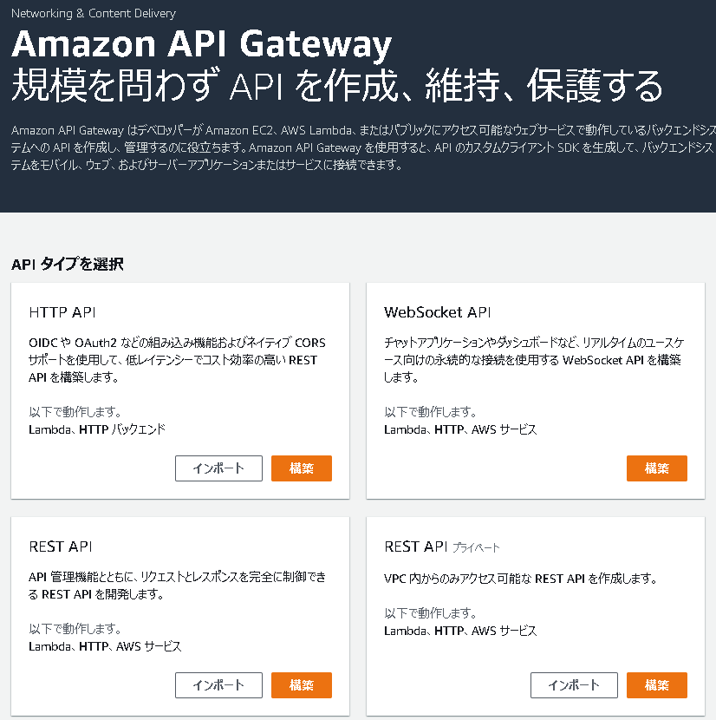 Networking & Content Delivery
Amazon API Gateway
規模を問わず API を作成、維持、保護する
Amazon API Gateway はデベロッパーが Amazon EC2、AWS Lambda、またはパブリックにアクセス可能なウェブサービスで動作しているバックエンドシス
テムへの API を作成し、管理するのに役立ちます。Amazon API Gateway を使用すると、API のカスタムクライアント SDK を生成して、バックエンドシス
テムをモバイル、ウェブ、およびサーバーアプリケーションまたはサービスに接続できます。
API タイプを選択
HTTP API
OIDC や OAuth2 などの組み込み機能およびネイティブ CORS
サポートを使用して、低レイテンシーでコスト効率の高い REST
API を構築します。
以下で動作します。
Lambda、HTTP バックエンド
インポート
構築
WebSocket API
チャットアプリケーションやダッシュボードなど、リアルタイムのユースケ
ース向けの永続的な接続を使用する WebSocket API を構築
します。
以下で動作します。
Lambda、HTTP、AWS サービス
構築
REST API
API 管理機能とともに、リクエストとレスポンスを完全に制御でき
る REST API を開発します。
以下で動作します。
Lambda、HTTP、AWS サービス
インポート
構築
REST API プライベート
VPC 内からのみアクセス可能な REST API を作成します。
以下で動作します。
Lambda、HTTP、AWS サービス
インポート
構築